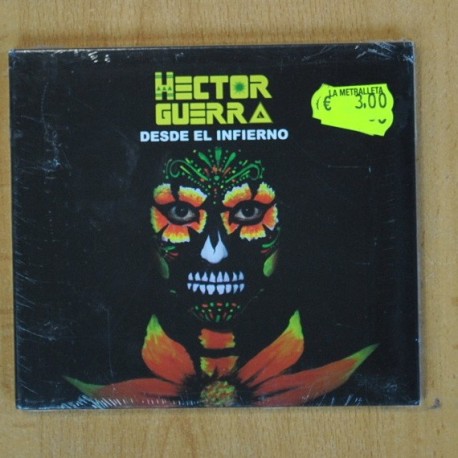 HECTOR
GUERRA
DESDE EL INFIERNO
LA METRALLETA
€ 3,00